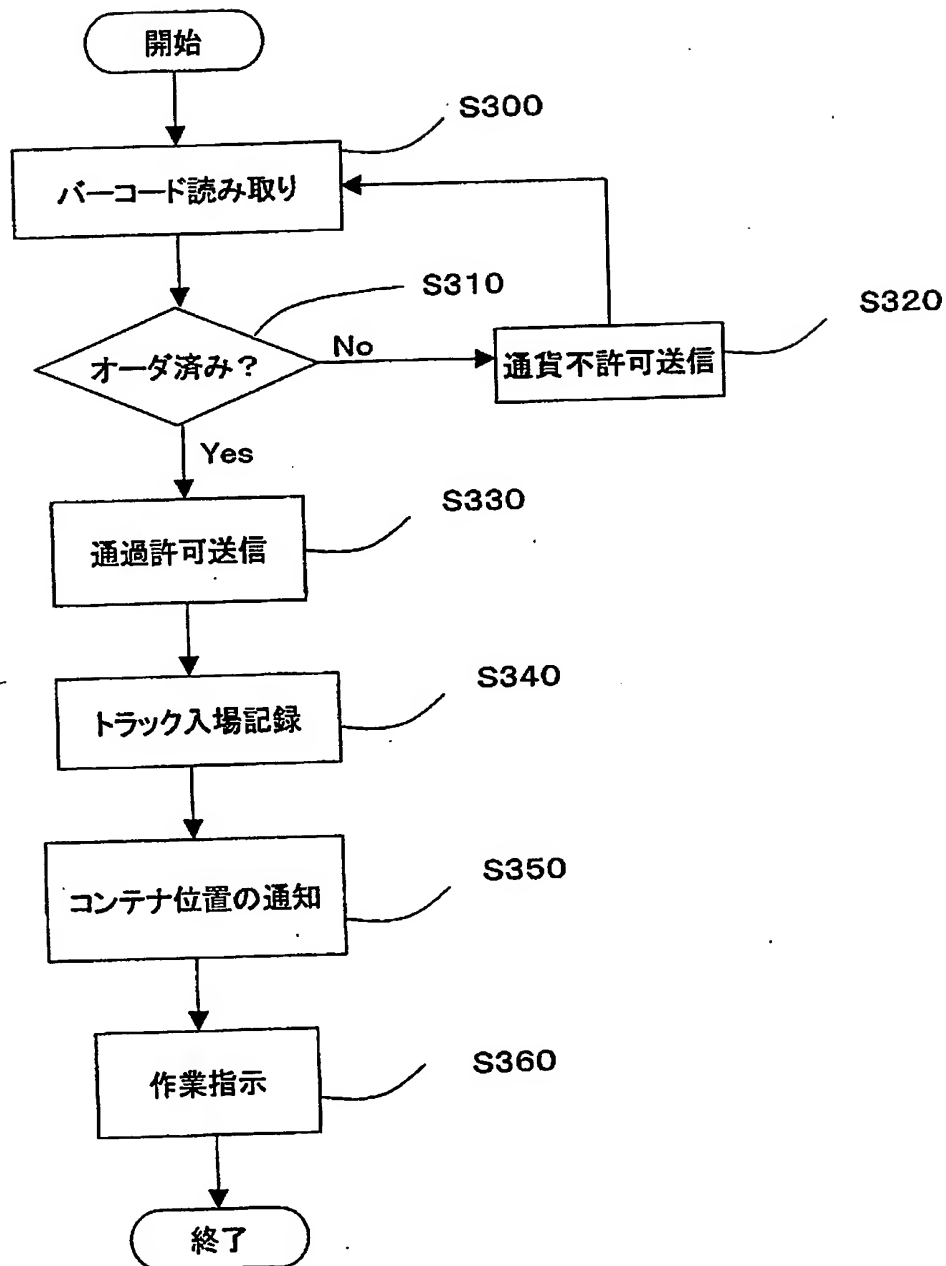 開始
S300
バーコード読み取り
S310
オーダ済み?
No
S320
通貨不許可送信
Yes
S330
通過許可送信
S340
トラック入場記録
S350
コンテナ位置の通知
S360
作業指示
終了